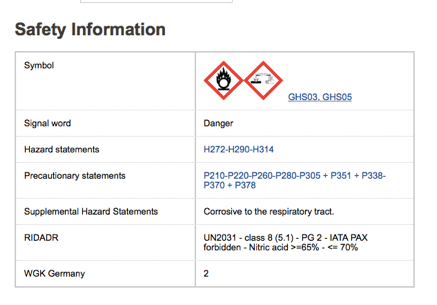 Safety Information
Symbol
GHS03, GHS05
Signal word
Danger
Hazard statements
H272-H290-H314
Precautionary statements
P210-P220-P260-P280-P305 + P351 + P338-
P370 + P378
Supplemental Hazard Statements
Corrosive to the respiratory tract.
RIDADR
UN2031 - class 8 (5.1) - PG 2 - IATA PAX
forbidden - Nitric acid >=65% - <= 70%
WGK Germany
2